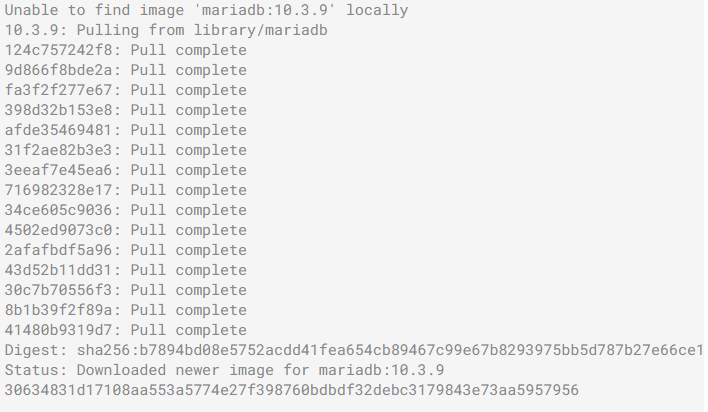 Unable to find image 'mariadb:10.3.9' locally
10.3.9: Pulling from library/mariadb
124c757242f8: Pull complete
9d866f8bde2a: Pull complete
fa3f2f277e67: Pull complete
398d32b153e8: Pull complete
afde35469481: Pull complete
31f2ae82b3e3: Pull complete
3eeaf7e45ea6: Pull complete
716982328e17: Pull complete
34ce605c9036: Pull complete
4502ed9073c0: Pull complete
2afafbdf5a96: Pull complete
43d52b11dd31: Pull complete
30c7b70556f3: Pull complete
8b1b39f2f89a: Pull complete
41480b9319d7: Pull complete
Digest: sha256:b7894bd08e5752acdd41fea654cb89467c99e67b8293975bb5d787b27e66ce1
Status: Downloaded newer image for mariadb:10.3.9
30634831d17108aa553a5774e27f398760bdbdf32debc3179843e73aa5957956